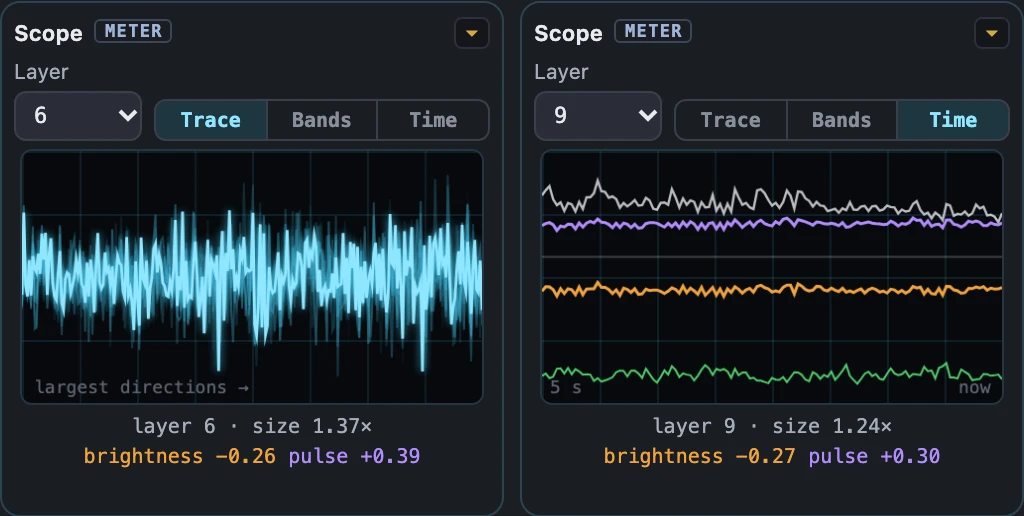 Scope METER
Layer
6 Trace Bands Time
largest directions →
layer 6 · size 1.37×
brightness −0.26 pulse +0.39
Scope METER
Layer
9 Trace Bands Time
5 s now
layer 9 · size 1.24×
brightness −0.27 pulse +0.30